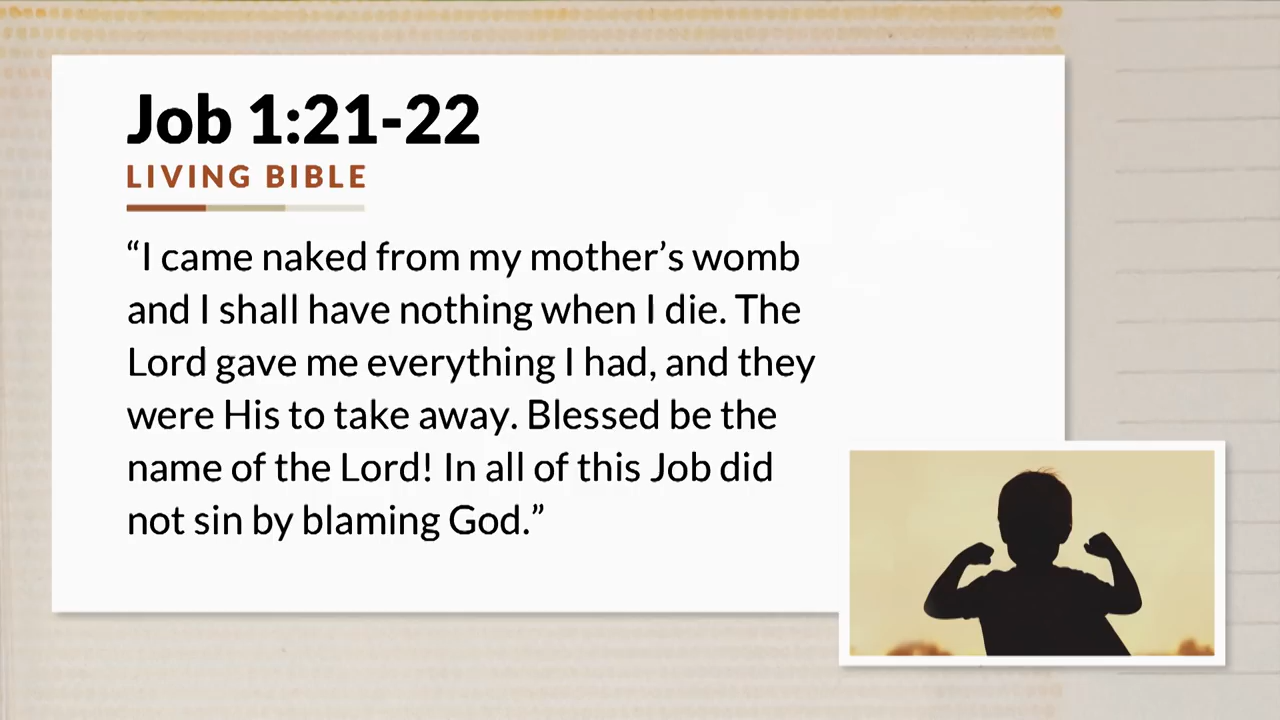 Job 1:21-22
LIVING BIBLE
“I came naked from my mother’s womb
and I shall have nothing when I die. The
Lord gave me everything I had, and they
were His to take away. Blessed be the
name of the Lord! In all of this Job did
not sin by blaming God.”